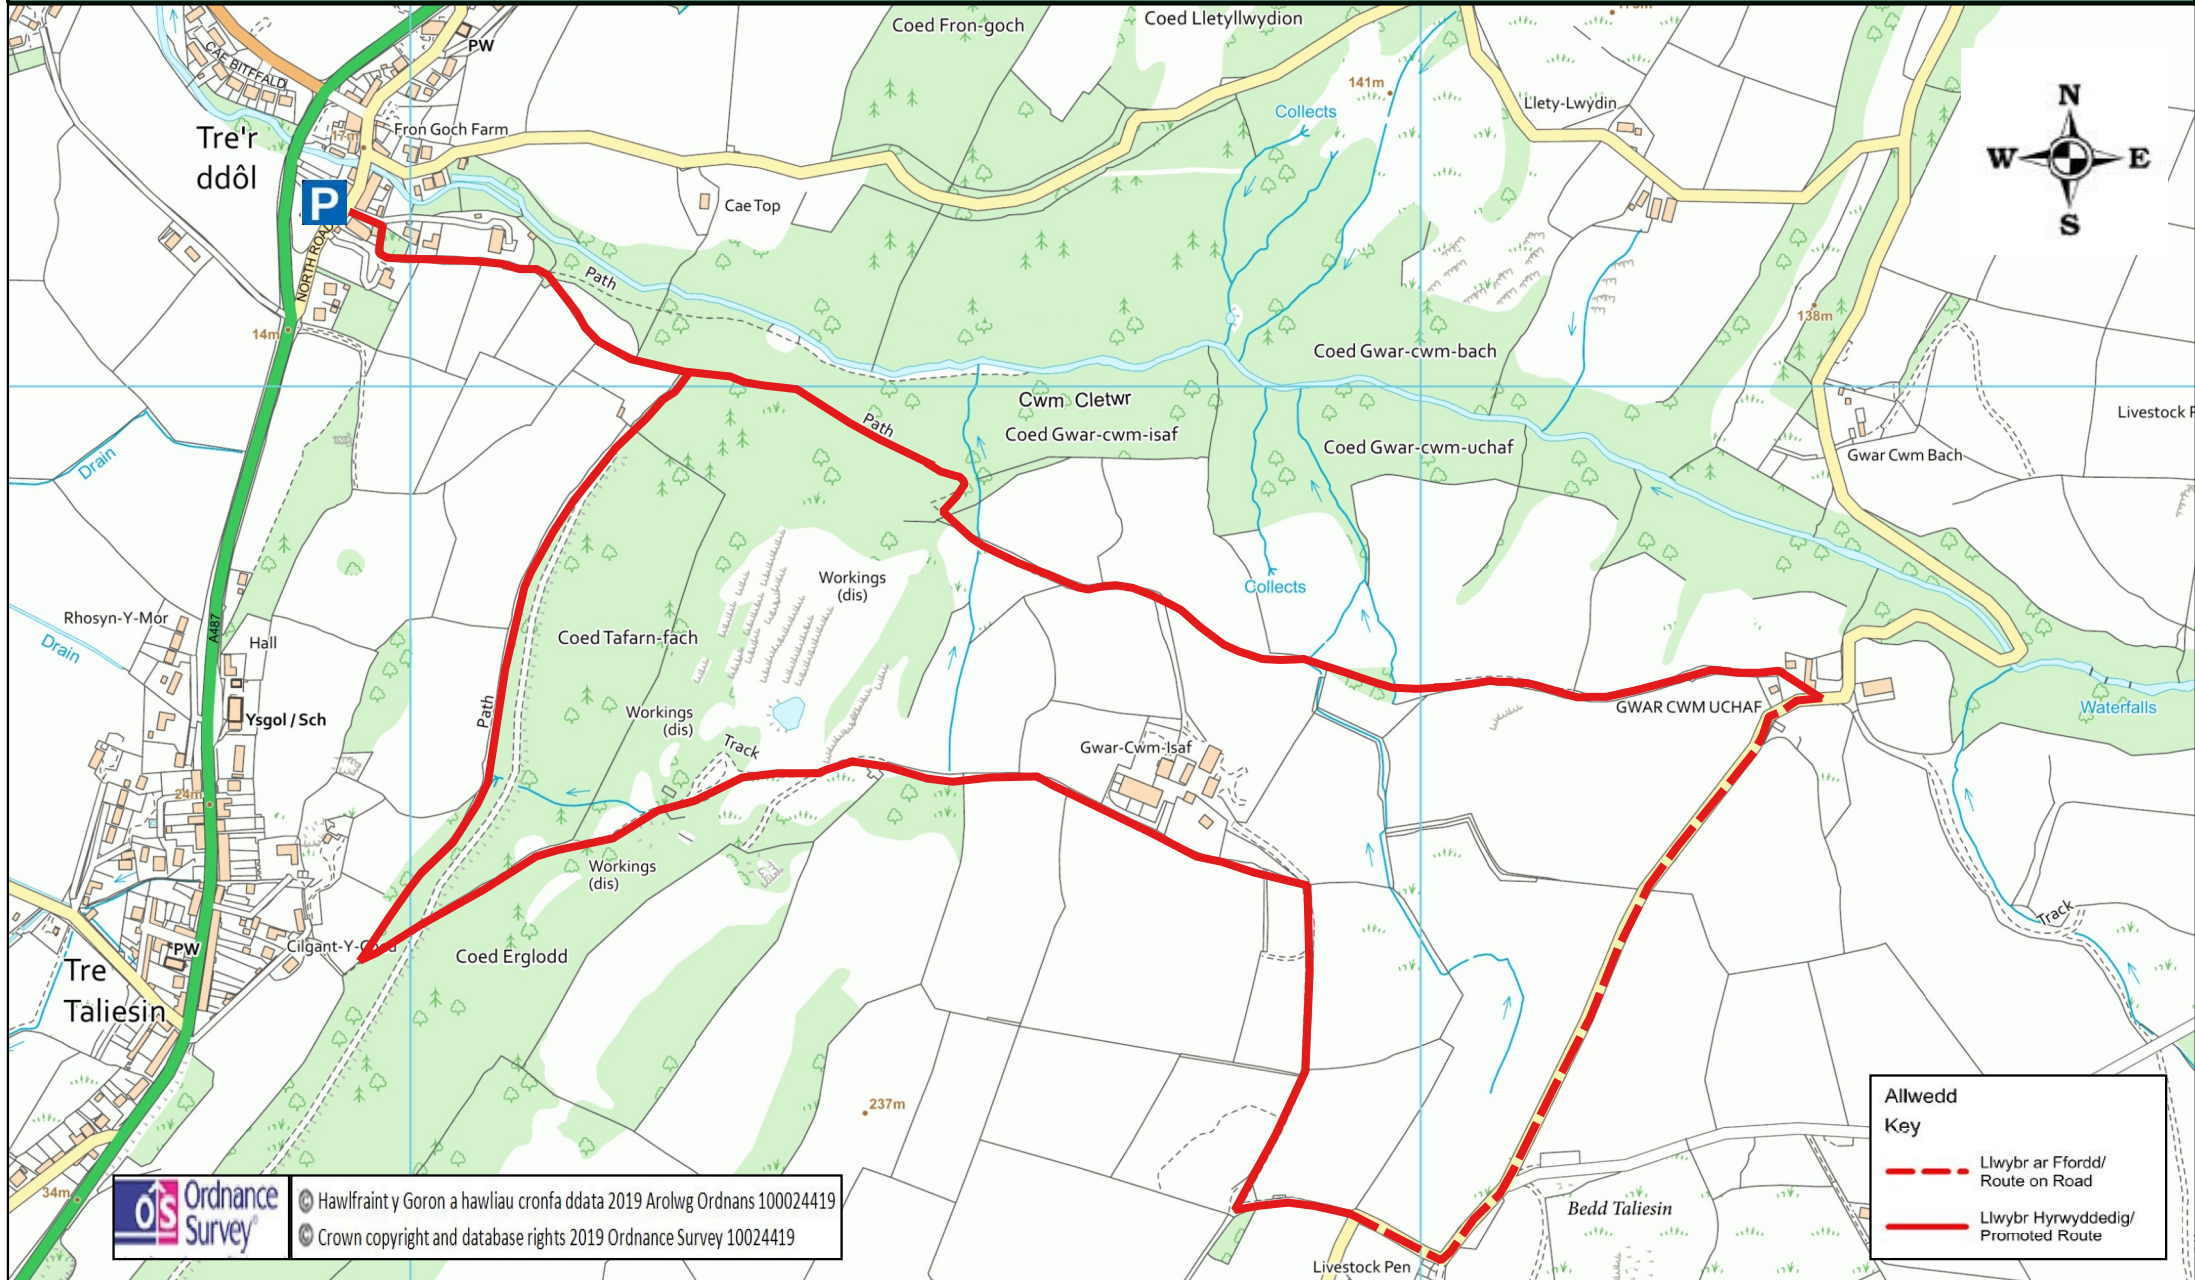 Coed Fron-goch
Coed Lletyllwydion
PW
CAE BITFFALD
141m
Collects
Llety-Lwydin
N
W
E
S
Tre'r
ddôl
17m
Fron Goch Farm
P
Cae Top
NORTH ROAD
Path
14m
138m
Coed Gwar-cwm-bach
Cwm Cletwr
Path
Coed Gwar-cwm-isaf
Coed Gwar-cwm-uchaf
Livestock P
Drain
Gwar Cwm Bach
Workings
(dis)
Collects
Rhosyn-Y-Mor
A487
Hall
Drain
Coed Tafarn-fach
Path
Ysgol / Sch
Workings
(dis)
Track
Gwar-Cwm-Isaf
GWAR CWM UCHAF
Waterfalls
24m
Workings
(dis)
Track
PW
Cilgant-Y-Coed
Coed Erglodd
Tre
Taliesin
237m
34m
Bedd Taliesin
Livestock Pen
Ordnance
Survey
OS
© Hawlfraint y Goron a hawliau cronfa ddata 2019 Arolwg Ordnans 100024419
© Crown copyright and database rights 2019 Ordnance Survey 10024419
Allwedd
Key
Llwybr ar Ffordd/
Route on Road
Llwybr Hyrwyddedig/
Promoted Route